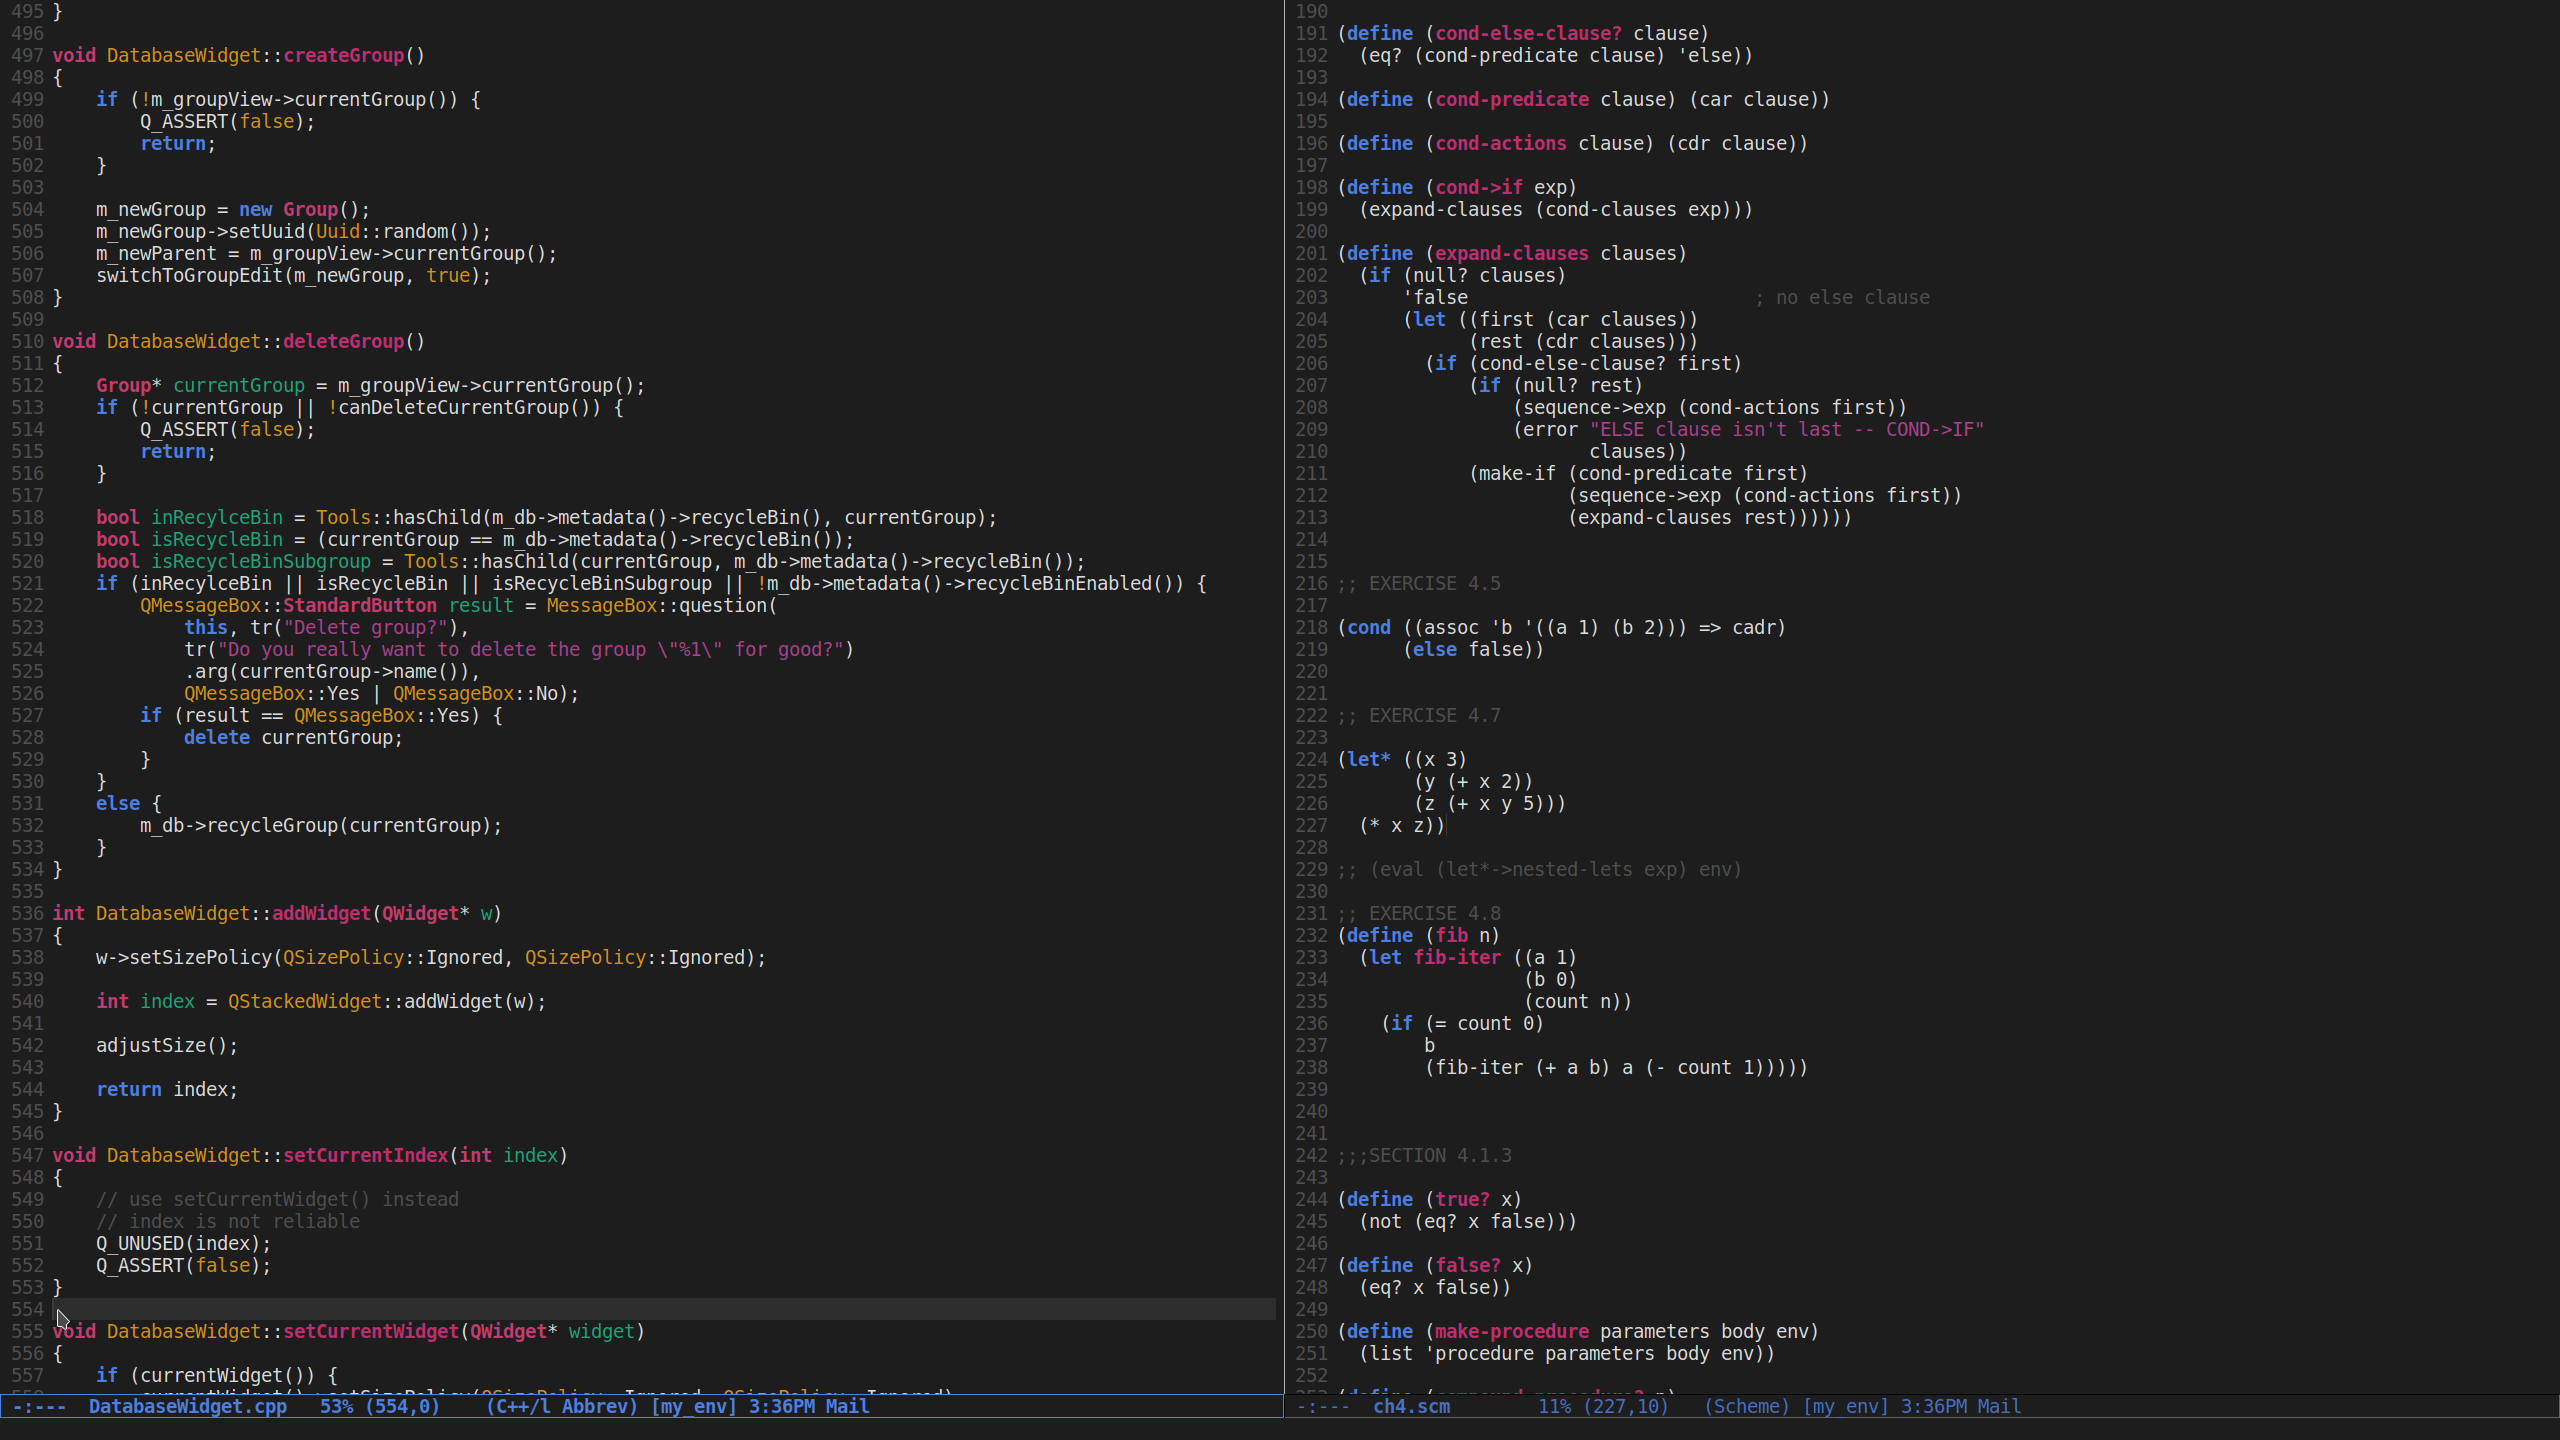 495 }
496
497 void DatabaseWidget::createGroup()
498 {
499     if (!m_groupView->currentGroup()) {
500         Q_ASSERT(false);
501         return;
502     }
503
504     m_newGroup = new Group();
505     m_newGroup->setUuid(Uuid::random());
506     m_newParent = m_groupView->currentGroup();
507     switchToGroupEdit(m_newGroup, true);
508 }
509
510 void DatabaseWidget::deleteGroup()
511 {
512     Group* currentGroup = m_groupView->currentGroup();
513     if (!currentGroup || !canDeleteCurrentGroup()) {
514         Q_ASSERT(false);
515         return;
516     }
517
518     bool inRecylceBin = Tools::hasChild(m_db->metadata()->recycleBin(), currentGroup);
519     bool isRecycleBin = (currentGroup == m_db->metadata()->recycleBin());
520     bool isRecycleBinSubgroup = Tools::hasChild(currentGroup, m_db->metadata()->recycleBin());
521     if (inRecylceBin || isRecycleBin || isRecycleBinSubgroup || !m_db->metadata()->recycleBinEnabled()) {
522         QMessageBox::StandardButton result = MessageBox::question(
523             this, tr("Delete group?"),
524             tr("Do you really want to delete the group \"%1\" for good?")
525             .arg(currentGroup->name()),
526             QMessageBox::Yes | QMessageBox::No);
527         if (result == QMessageBox::Yes) {
528             delete currentGroup;
529         }
530     }
531     else {
532         m_db->recycleGroup(currentGroup);
533     }
534 }
535
536 int DatabaseWidget::addWidget(QWidget* w)
537 {
538     w->setSizePolicy(QSizePolicy::Ignored, QSizePolicy::Ignored);
539
540     int index = QStackedWidget::addWidget(w);
541
542     adjustSize();
543
544     return index;
545 }
546
547 void DatabaseWidget::setCurrentIndex(int index)
548 {
549     // use setCurrentWidget() instead
550     // index is not reliable
551     Q_UNUSED(index);
552     Q_ASSERT(false);
553 }
554
555 void DatabaseWidget::setCurrentWidget(QWidget* widget)
556 {
557     if (currentWidget()) {
-:---  DatabaseWidget.cpp   53% (554,0)    (C++/l Abbrev) [my_env] 3:36PM Mail
190
191 (define (cond-else-clause? clause)
192   (eq? (cond-predicate clause) 'else))
193
194 (define (cond-predicate clause) (car clause))
195
196 (define (cond-actions clause) (cdr clause))
197
198 (define (cond->if exp)
199   (expand-clauses (cond-clauses exp)))
200
201 (define (expand-clauses clauses)
202   (if (null? clauses)
203       'false                          ; no else clause
204       (let ((first (car clauses))
205             (rest (cdr clauses)))
206         (if (cond-else-clause? first)
207             (if (null? rest)
208                 (sequence->exp (cond-actions first))
209                 (error "ELSE clause isn't last -- COND->IF"
210                        clauses))
211             (make-if (cond-predicate first)
212                      (sequence->exp (cond-actions first))
213                      (expand-clauses rest))))))
214
215
216 ;; EXERCISE 4.5
217
218 (cond ((assoc 'b '((a 1) (b 2))) => cadr)
219       (else false))
220
221
222 ;; EXERCISE 4.7
223
224 (let* ((x 3)
225        (y (+ x 2))
226        (z (+ x y 5)))
227   (* x z))
228
229 ;; (eval (let*->nested-lets exp) env)
230
231 ;; EXERCISE 4.8
232 (define (fib n)
233   (let fib-iter ((a 1)
234                  (b 0)
235                  (count n))
236     (if (= count 0)
237         b
238         (fib-iter (+ a b) a (- count 1)))))
239
240
241
242 ;;;SECTION 4.1.3
243
244 (define (true? x)
245   (not (eq? x false)))
246
247 (define (false? x)
248   (eq? x false))
249
250 (define (make-procedure parameters body env)
251   (list 'procedure parameters body env))
252
-:---  ch4.scm        11% (227,10)   (Scheme) [my_env] 3:36PM Mail